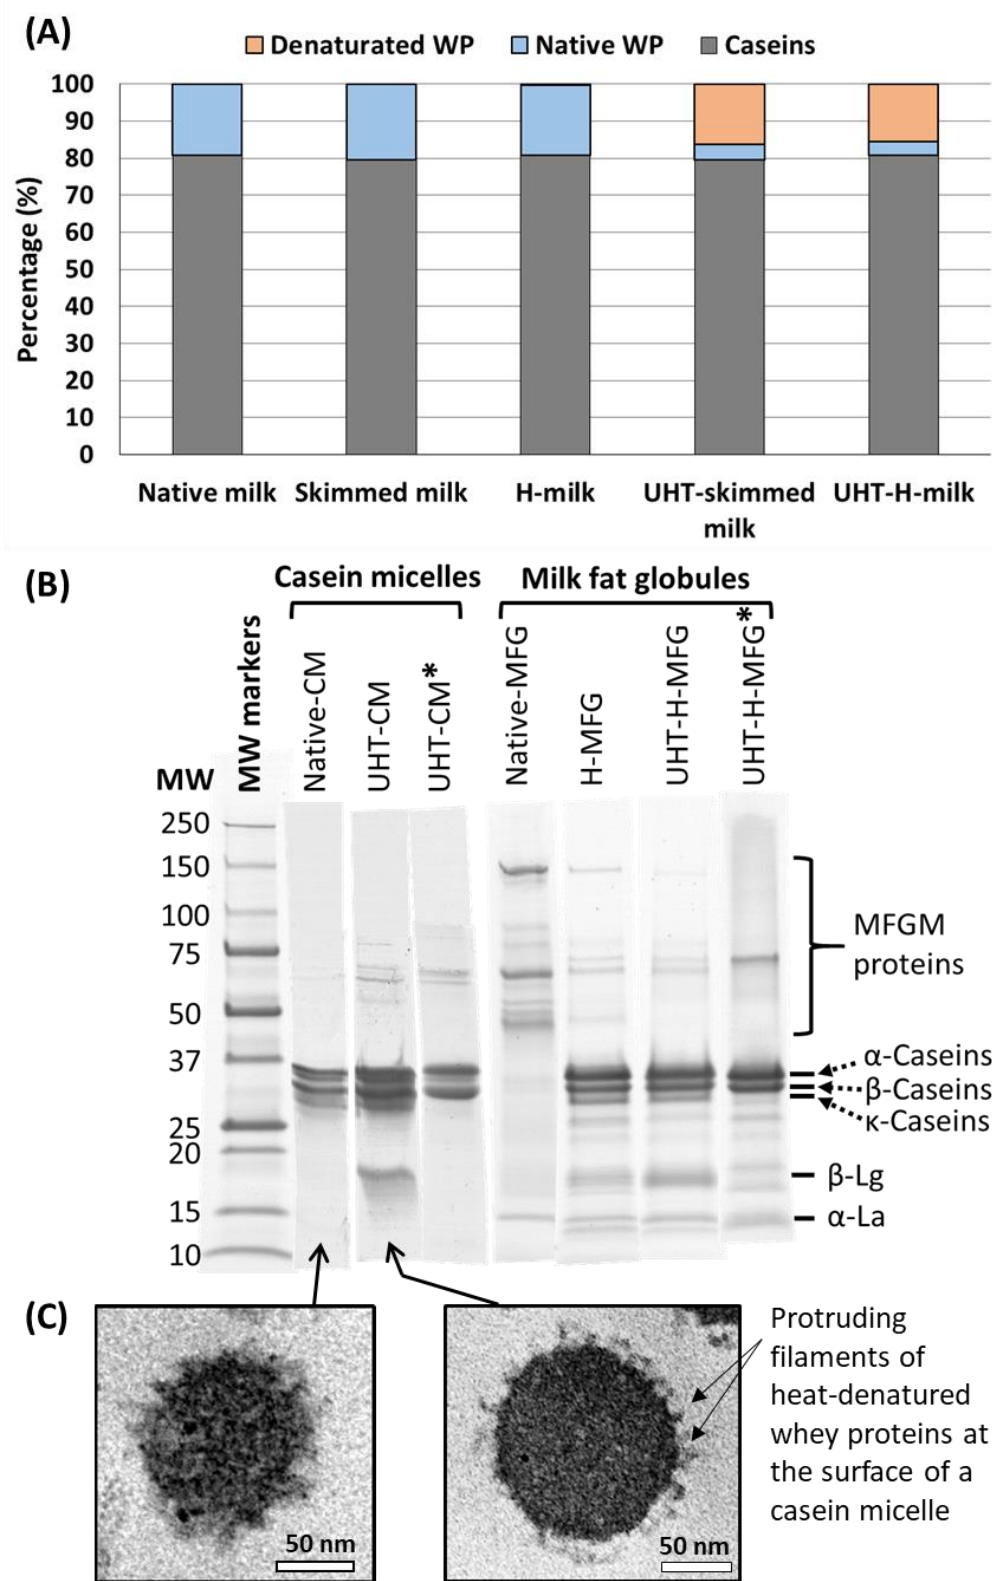 (A)
Denaturated WP Native WP Caseins
Percentage (%)
100
90
80
70
60
50
40
30
20
10
0
Native milk Skimmed milk H-milk UHT-skimmed milk UHT-H-milk
(B)
Casein micelles Milk fat globules
MW markers
Native-CM
UHT-CM
UHT-CM*
Native-MFG
H-MFG
UHT-H-MFG
UHT-H-MFG*
MW
250
150
100
75
50
37
25
20
15
10
MFGM
proteins
α-Caseins
β-Caseins
κ-Caseins
β-Lg
α-La
(C)
50 nm
50 nm
Protruding
filaments of
heat-denatured
whey proteins at
the surface of a
casein micelle